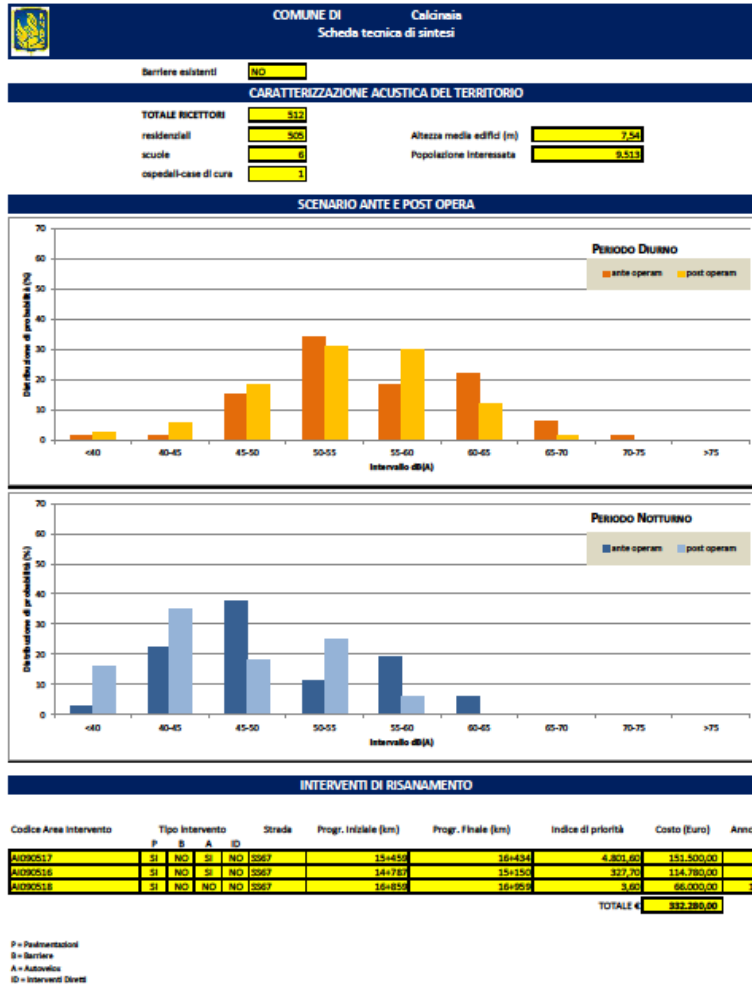 COMUNE DI Calcinaia
Scheda tecnica di sintesi
Barriere esistenti NO
CARATTERIZZAZIONE ACUSTICA DEL TERRITORIO
TOTALE RICETTORI 512
residenziali 505 Altezza media edifici (m) 7,54
scuole 6 Popolazione Interessata 9.513
ospedali-case di cura 1
SCENARIO ANTE E POST OPERA
PERIODO DIURNO
ante operam post operam
Distribuzione di probabilità (%)
70
60
50
40
30
20
10
0
<40 40-45 45-50 50-55 55-60 60-65 65-70 70-75 >75
Intervallo dB(A)
PERIODO NOTTURNO
ante operam post operam
Distribuzione di probabilità (%)
70
60
50
40
30
20
10
0
<40 40-45 45-50 50-55 55-60 60-65 65-70 70-75 >75
Intervallo dB(A)
INTERVENTI DI RISANAMENTO
Codice Area Intervento Tipo Intervento Strada Progr. Iniziale (km) Progr. Finale (km) Indice di priorità Costo (Euro) Anno
P B A ID
AI090517 SI NO SI NO SS67 15+459 16+434 4.801,60 151.500,00
AI090516 SI NO SI NO SS67 14+787 15+150 327,70 114.780,00
AI090518 SI NO NO NO SS67 16+859 16+959 3,60 66.000,00 1
TOTALE € 332.280,00
P = Pavimentazioni
B = Barriere
A = Autovelox
ID = Interventi Diretti